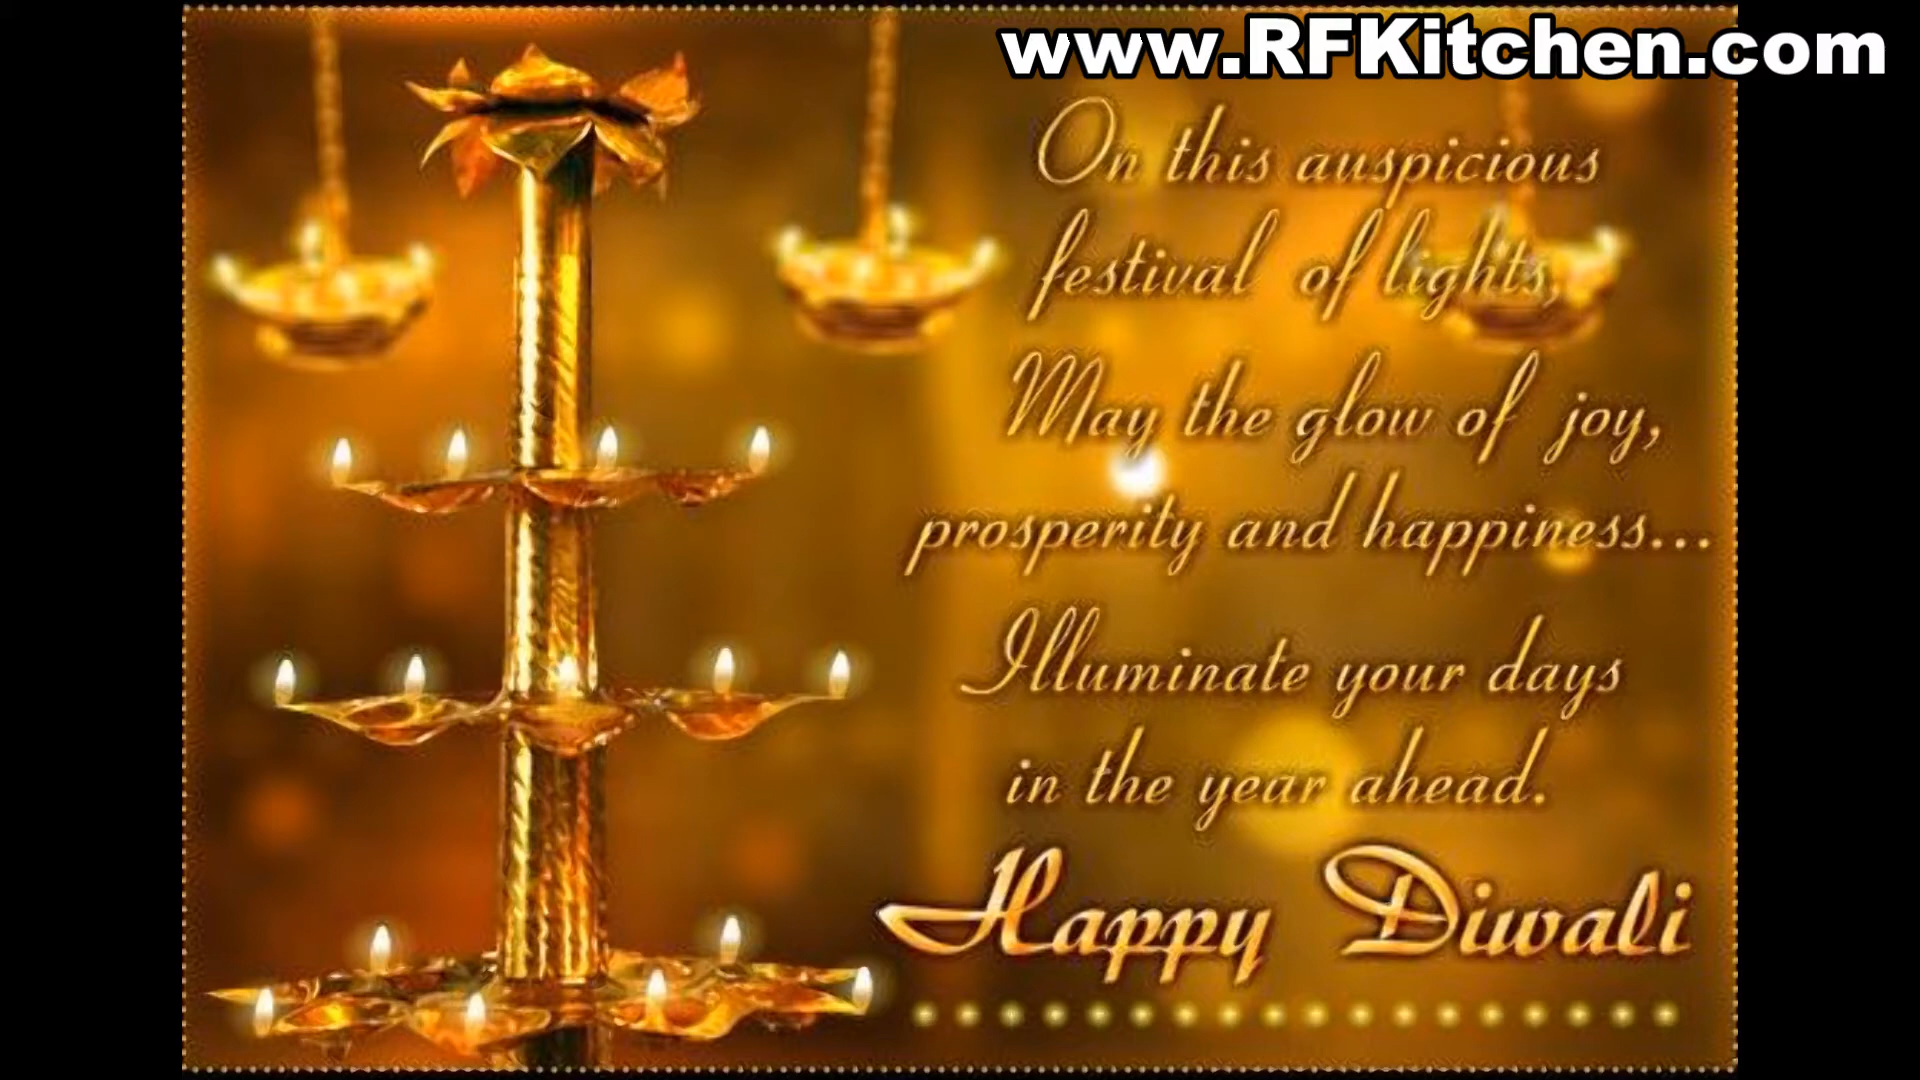 www.RFKitchen.com
On this auspicious
festival of lights,
May the glow of joy,
prosperity and happiness...
Illuminate your days
in the year ahead.
Happy Diwali